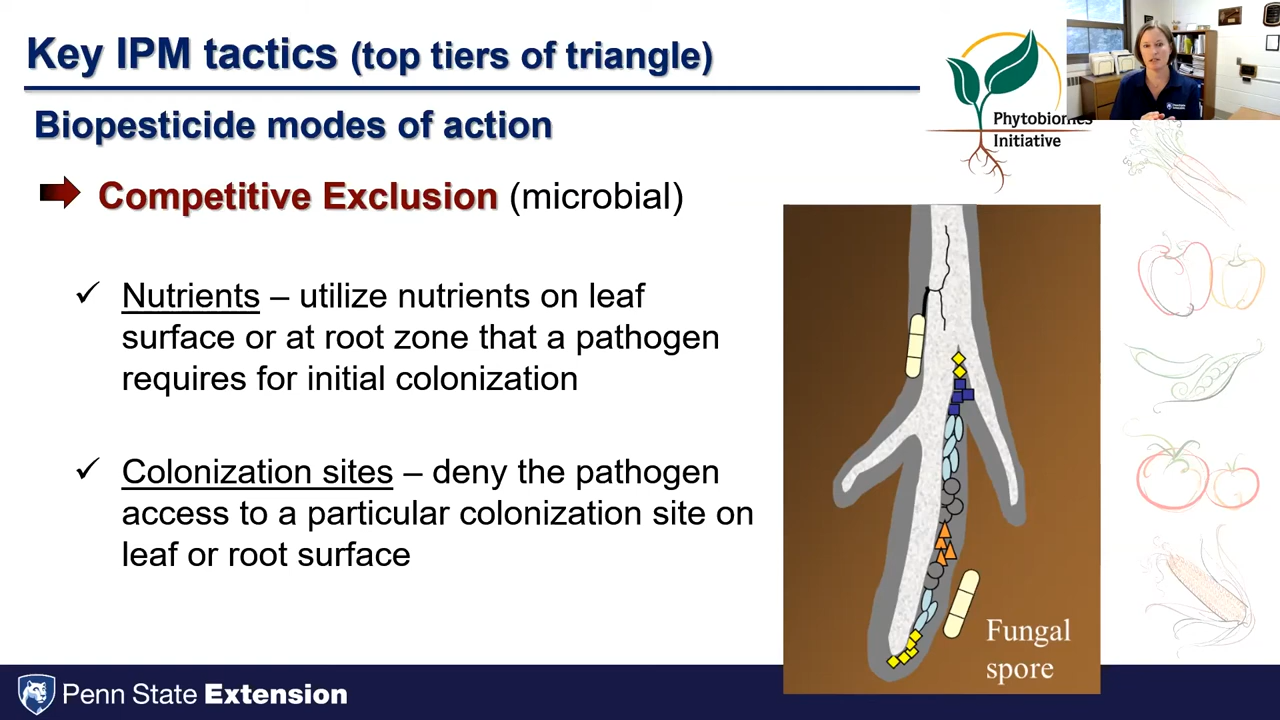 Key IPM tactics (top tiers of triangle)
Biopesticide modes of action
Competitive Exclusion (microbial)
Nutrients – utilize nutrients on leaf
surface or at root zone that a pathogen
requires for initial colonization
Colonization sites – deny the pathogen
access to a particular colonization site on
leaf or root surface
Phytobiomes
Initiative
Fungal
spore
Penn State Extension